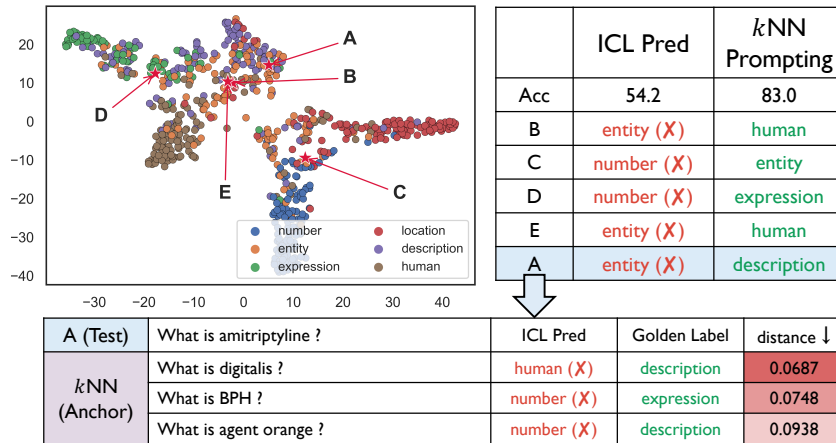 20
10
0
−10
−20
−30
−40
−30 −20 −10 0 10 20 30 40
A
B
D
E
C
number location
entity description
expression human
ICL Pred kNN Prompting
Acc 54.2 83.0
B entity (✗) human
C number (✗) entity
D number (✗) expression
E entity (✗) human
A entity (✗) description
A (Test) What is amitriptyline ? ICL Pred Golden Label distance ↓
kNN (Anchor)
What is digitalis ? human (✗) description 0.0687
What is BPH ? number (✗) expression 0.0748
What is agent orange ? number (✗) description 0.0938